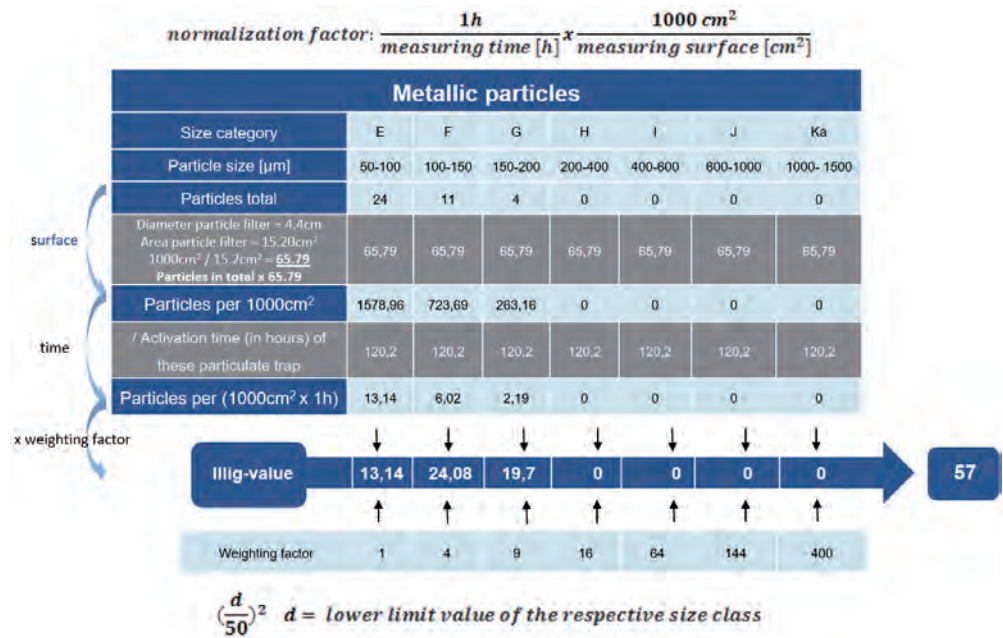 normalization factor: 1h / measuring time [h] x 1000 cm² / measuring surface [cm²]
Metallic particles
Size category E F G H I J Ka
Particle size [µm] 50-100 100-150 150-200 200-400 400-600 600-1000 1000- 1500
Particles total 24 11 4 0 0 0 0
surface
Diameter particle filter = 4.4cm
Area particle filter = 15.20cm²
1000cm² / 15.2cm² = 65.79
Particles in total x 65.79
65,79 65,79 65,79 65,79 65,79 65,79 65,79
Particles per 1000cm² 1578,96 723,69 263,16 0 0 0 0
time
/ Activation time (in hours) of
these particulate trap
120,2 120,2 120,2 120,2 120,2 120,2 120,2
Particles per (1000cm² x 1h) 13,14 6,02 2,19 0 0 0 0
x weighting factor
Illig-value 13,14 24,08 19,7 0 0 0 0 57
Weighting factor 1 4 9 16 64 144 400
(d/50)² d = lower limit value of the respective size class